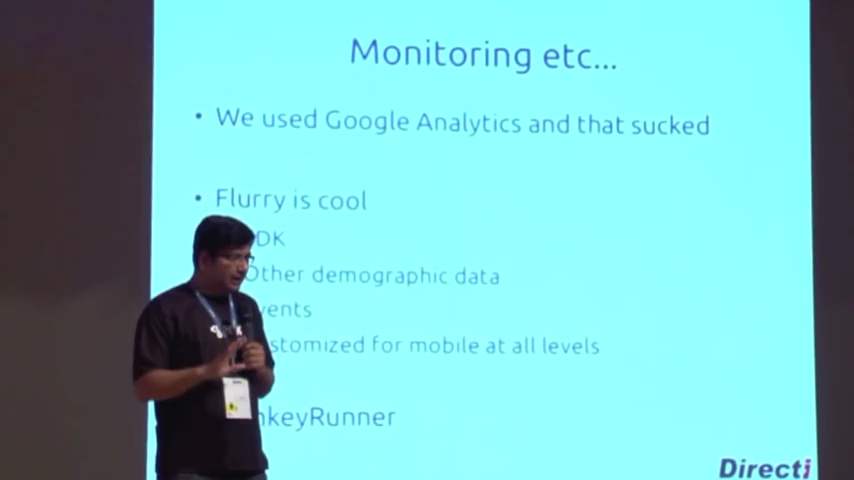 Monitoring etc...
• We used Google Analytics and that sucked
• Flurry is cool
DK
Other demographic data
vents
stomized for mobile at all levels
nkeyRunner
Directi